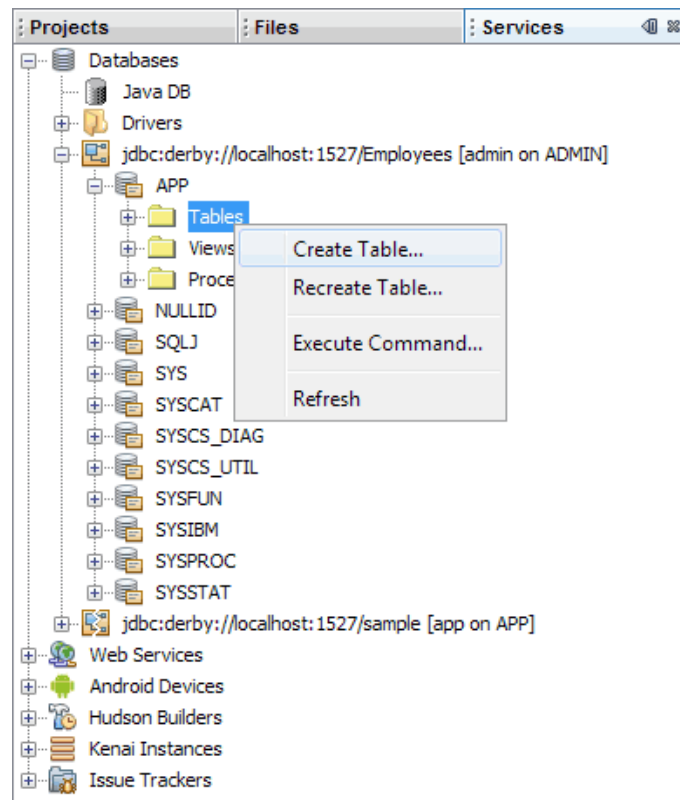 Projects Files Services
Databases
Java DB
Drivers
jdbc:derby://localhost:1527/Employees [admin on ADMIN]
APP
Tables
Views
Create Table...
Proce
Recreate Table...
NULLID
SQLJ
Execute Command...
SYS
SYSCAT
Refresh
SYSCS_DIAG
SYSCS_UTIL
SYSFUN
SYSIBM
SYSPROC
SYSSTAT
jdbc:derby://localhost:1527/sample [app on APP]
Web Services
Android Devices
Hudson Builders
Kenai Instances
Issue Trackers